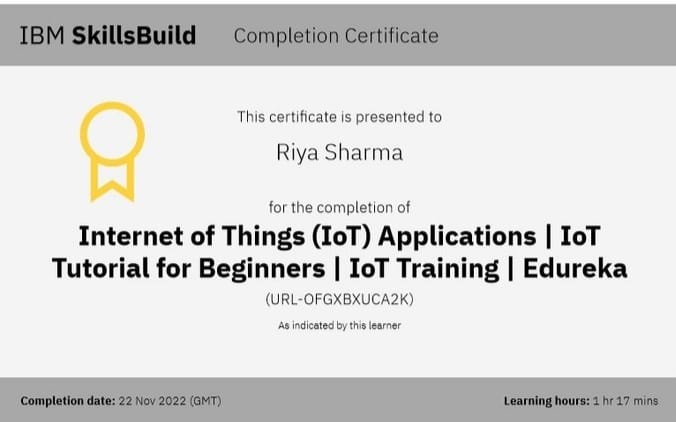 IBM SkillsBuild Completion Certificate
This certificate is presented to
Riya Sharma
for the completion of
Internet of Things (IoT) Applications | IoT
Tutorial for Beginners | IoT Training | Edureka
(URL-OFGXBXUCA2K)
As indicated by this learner
Completion date: 22 Nov 2022 (GMT) Learning hours: 1 hr 17 mins